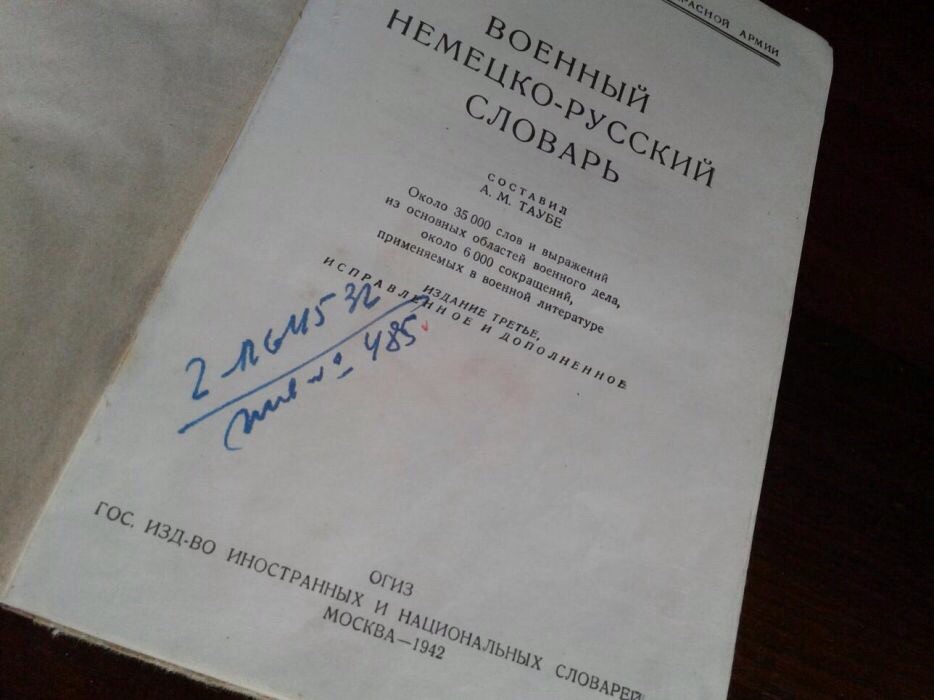 КРАСНОЙ АРМИИ
ВОЕННЫЙ
НЕМЕЦКО-РУССКИЙ
СЛОВАРЬ
СОСТАВИЛ
А. М. ТАУБЕ
Около 35 000 слов и выражений
из основных областей военного дела,
около 6 000 сокращений,
применяемых в военной литературе
ИЗДАНИЕ ТРЕТЬЕ,
ИСПРАВЛЕННОЕ И ДОПОЛНЕННОЕ
№ 485
ОГИЗ
ГОС. ИЗД-ВО ИНОСТРАННЫХ И НАЦИОНАЛЬНЫХ СЛОВАРЕЙ
МОСКВА—1942